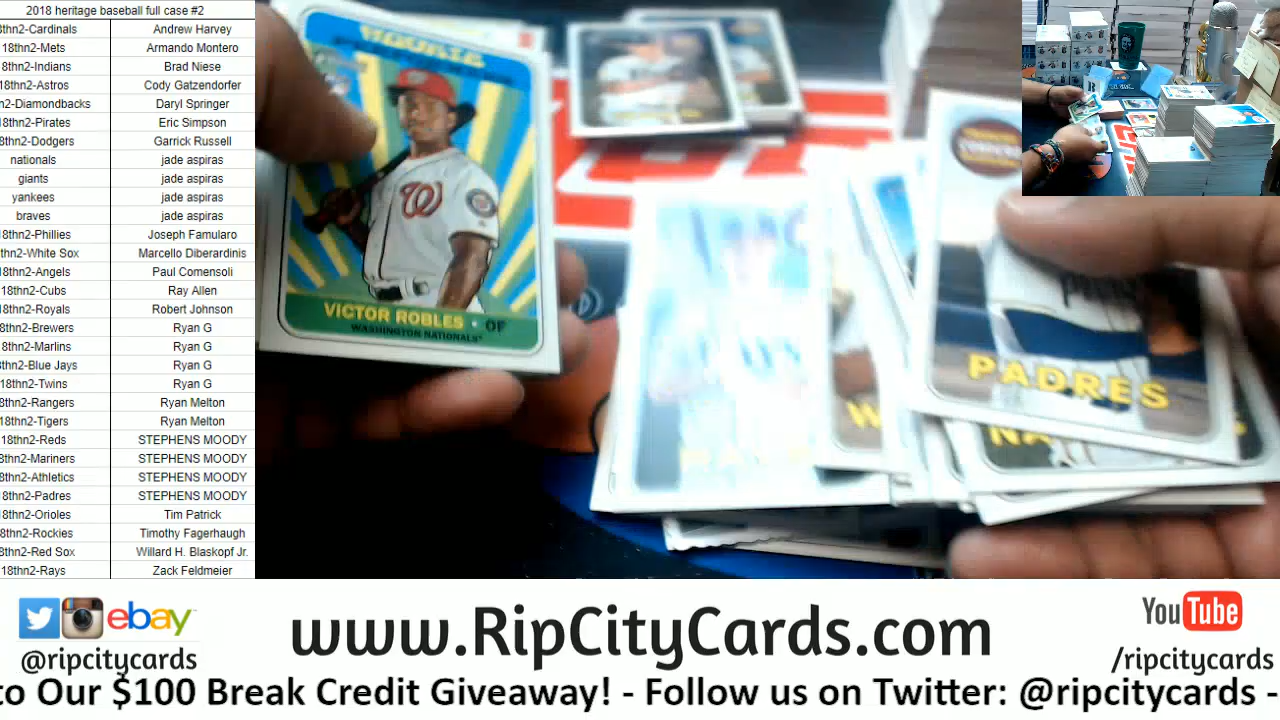 2018 heritage baseball full case #2
8thn2-Cardinals Andrew Harvey
18thn2-Mets Armando Montero
8thn2-Indians Brad Niese
18thn2-Astros Cody Gatzendorfer
n2-Diamondbacks Daryl Springer
18thn2-Pirates Eric Simpson
8thn2-Dodgers Garrick Russell
nationals jade aspiras
giants jade aspiras
yankees jade aspiras
braves jade aspiras
18thn2-Phillies Joseph Famularo
thn2-White Sox Marcello Diberardinis
18thn2-Angels Paul Comensoli
18thn2-Cubs Ray Allen
18thn2-Royals Robert Johnson
8thn2-Brewers Ryan G
18thn2-Marlins Ryan G
8thn2-Blue Jays Ryan G
18thn2-Twins Ryan G
8thn2-Rangers Ryan Melton
18thn2-Tigers Ryan Melton
18thn2-Reds STEPHENS MOODY
8thn2-Mariners STEPHENS MOODY
8thn2-Athletics STEPHENS MOODY
8thn2-Padres STEPHENS MOODY
18thn2-Orioles Tim Patrick
8thn2-Rockies Timothy Fagerhaugh
8thn2-Red Sox Willard H. Blaskopf Jr.
18thn2-Rays Zack Feldmeier
ROOKIE
W
VICTOR ROBLES • OF
WASHINGTON NATIONALS
PADRES
NA
ebay
@ripcitycards
www.RipCityCards.com
YouTube
/ripcitycards
to Our $100 Break Credit Giveaway! - Follow us on Twitter: @ripcitycards -